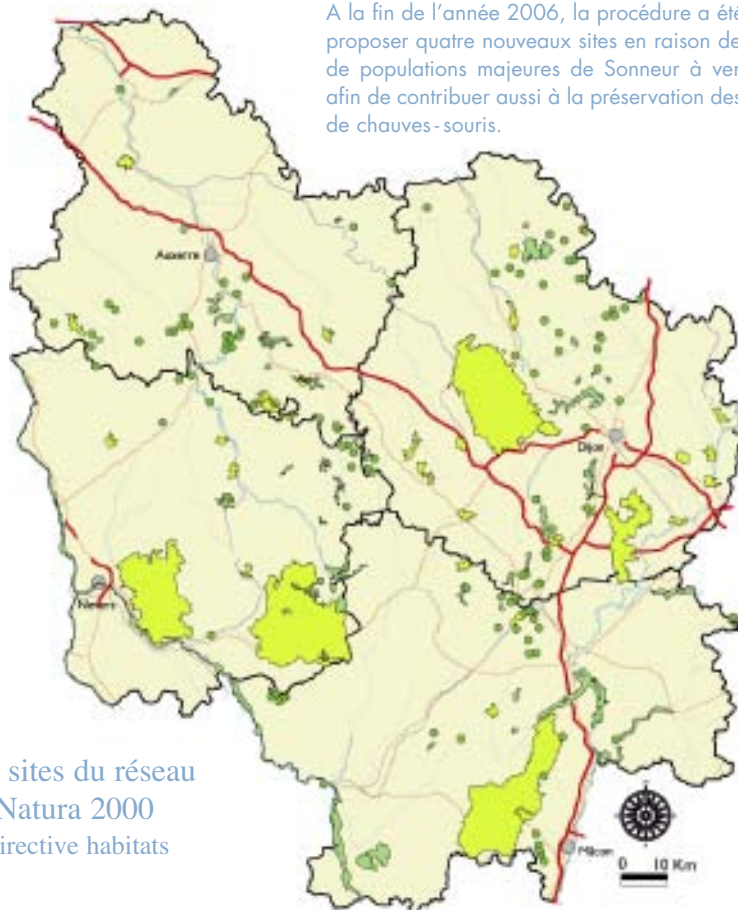 A la fin de l'année 2006, la procédure a été
proposer quatre nouveaux sites en raison de
de populations majeures de Sonneur à ven
afin de contribuer aussi à la préservation des
de chauves-souris.
Auxerre
Dijon
Nevers
sites du réseau
Natura 2000
irective habitats
Mâcon
0 10 Km